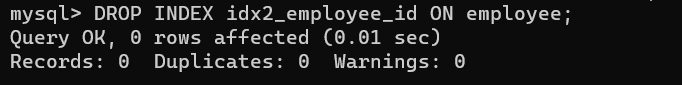 mysql> DROP INDEX idx2_employee_id ON employee;
Query OK, 0 rows affected (0.01 sec)
Records: 0  Duplicates: 0  Warnings: 0